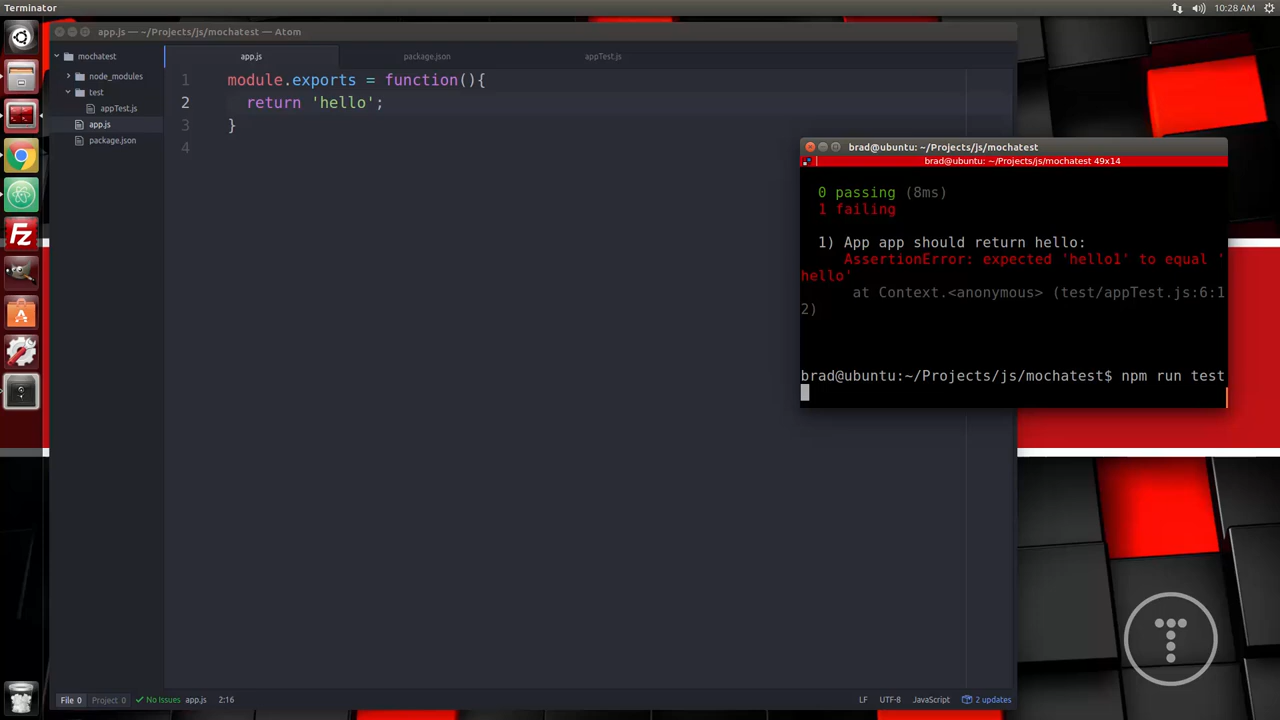 Terminator
10:28 AM
app.js — ~/Projects/js/mochatest — Atom
mochatest
node_modules
test
appTest.js
app.js
package.json
app.js
package.json
appTest.js
1 module.exports = function(){
2 return 'hello';
3 }
4
brad@ubuntu: ~/Projects/js/mochatest
brad@ubuntu: ~/Projects/js/mochatest 49x14
0 passing (8ms)
1 failing
1) App app should return hello:
AssertionError: expected 'hello1' to equal '
hello'
at Context.<anonymous> (test/appTest.js:6:1
2)
brad@ubuntu:~/Projects/js/mochatest$ npm run test
File 0
Project 0
No Issues
app.js
2:16
LF
UTF-8
JavaScript
2 updates